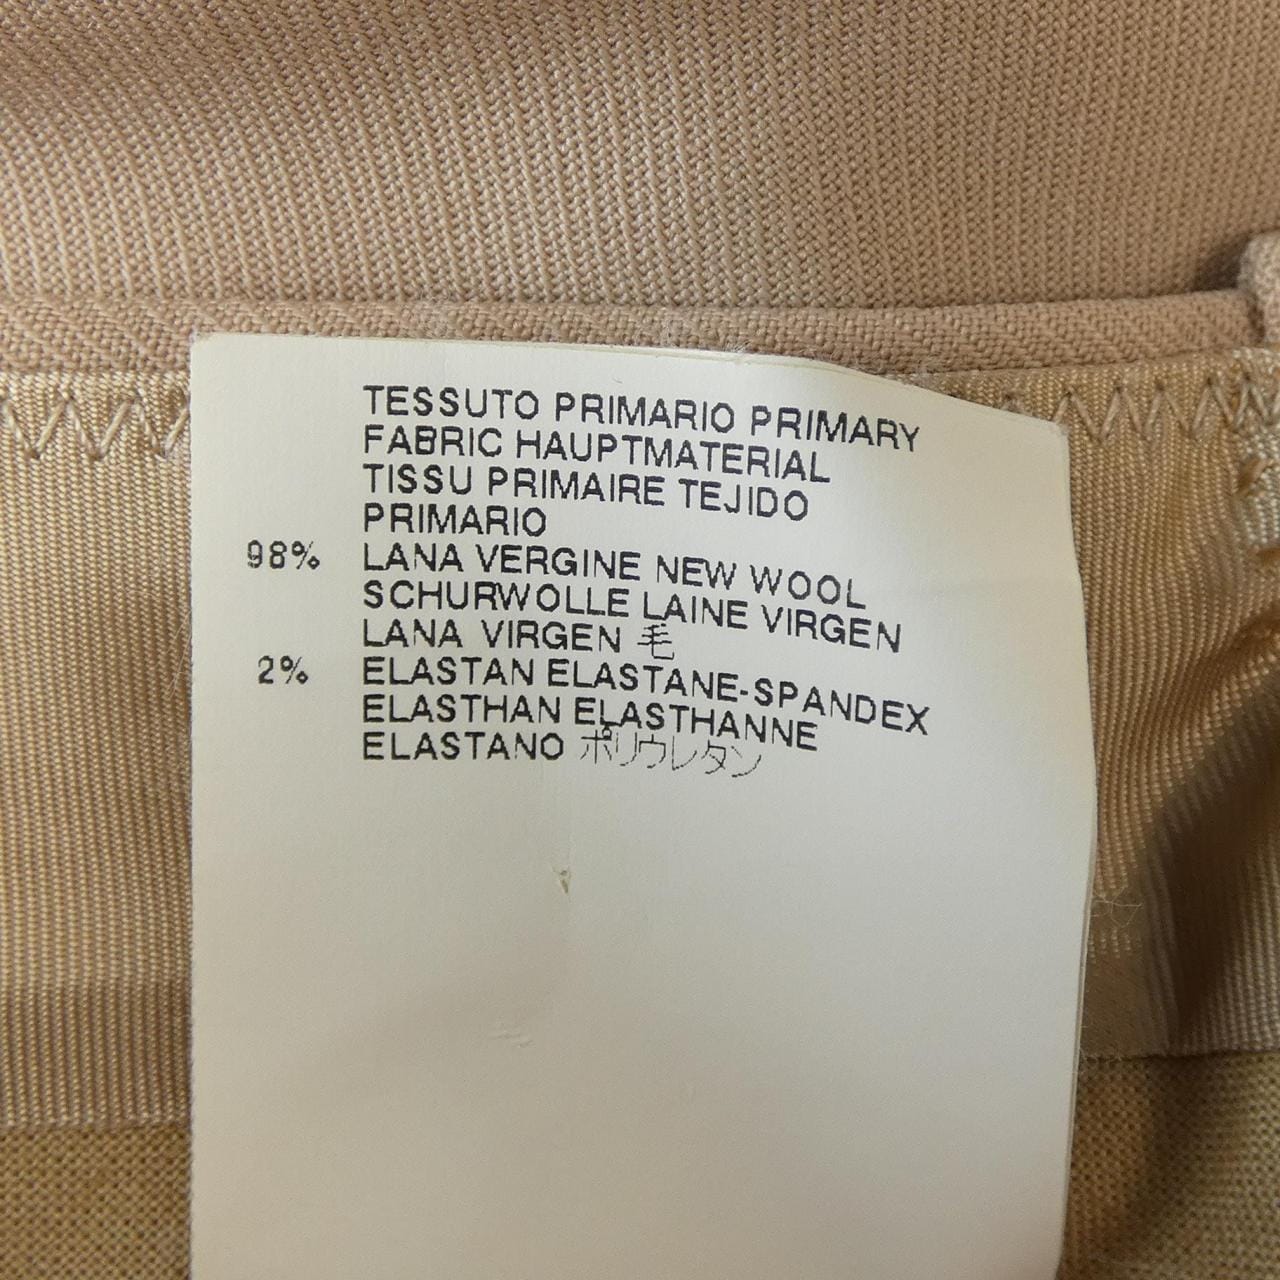 TESSUTO PRIMARIO PRIMARY
FABRIC HAUPTMATERIAL
TISSU PRIMAIRE TEJIDO
PRIMARIO
98% LANA VERGINE NEW WOOL
SCHURWOLLE LAINE VIRGEN
LANA VIRGEN 毛
2% ELASTAN ELASTANE-SPANDEX
ELASTHAN ELASTHANNE
ELASTANO ポリウレタン